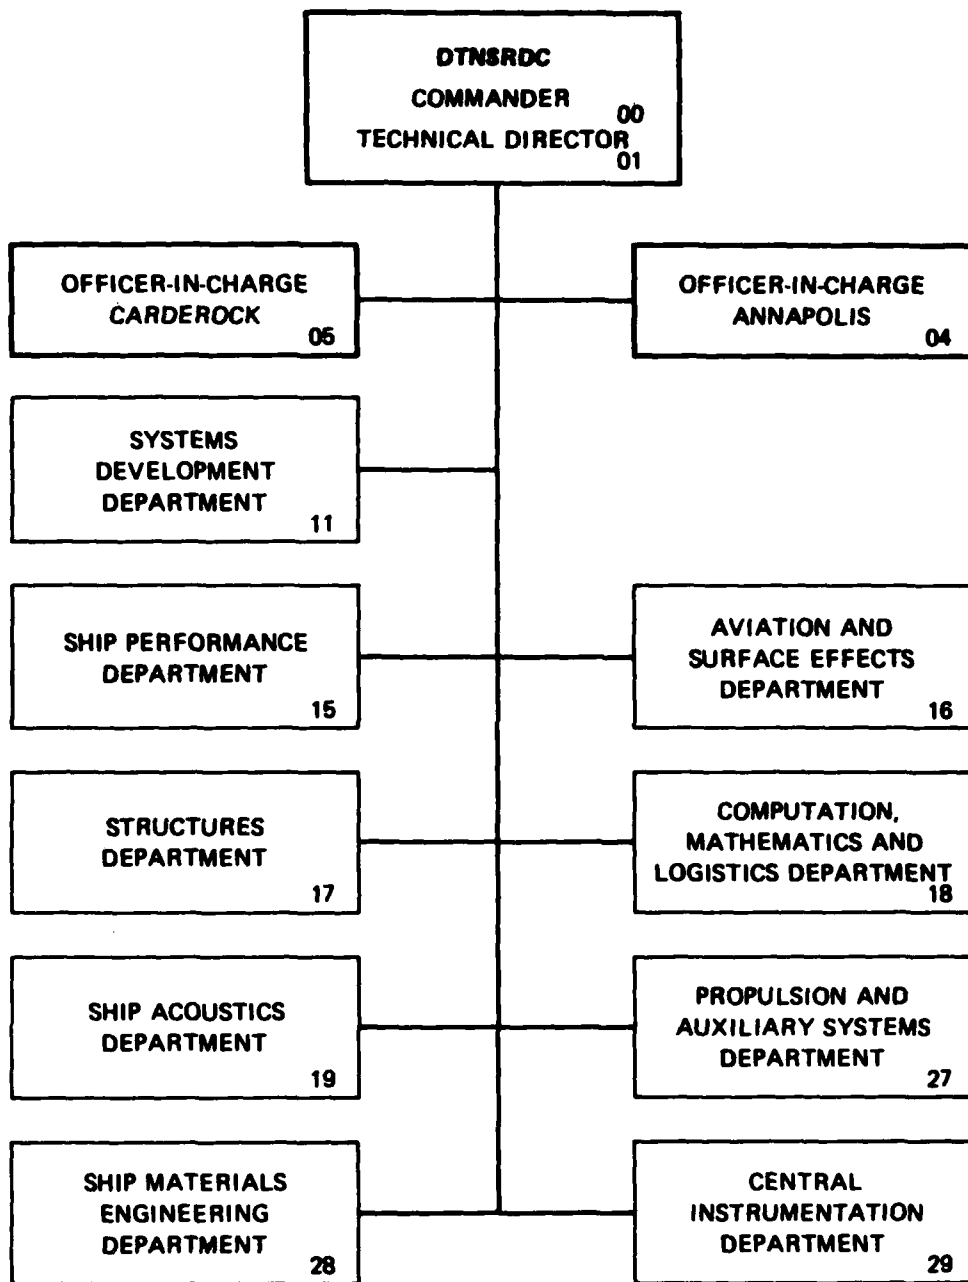 DTNSRDC
COMMANDER
00
TECHNICAL DIRECTOR
01
OFFICER-IN-CHARGE
CARDEROCK
05
OFFICER-IN-CHARGE
ANNAPOLIS
04
SYSTEMS
DEVELOPMENT
DEPARTMENT
11
SHIP PERFORMANCE
DEPARTMENT
15
AVIATION AND
SURFACE EFFECTS
DEPARTMENT
16
STRUCTURES
DEPARTMENT
17
COMPUTATION,
MATHEMATICS AND
LOGISTICS DEPARTMENT
18
SHIP ACOUSTICS
DEPARTMENT
19
PROPULSION AND
AUXILIARY SYSTEMS
DEPARTMENT
27
SHIP MATERIALS
ENGINEERING
DEPARTMENT
28
CENTRAL
INSTRUMENTATION
DEPARTMENT
29